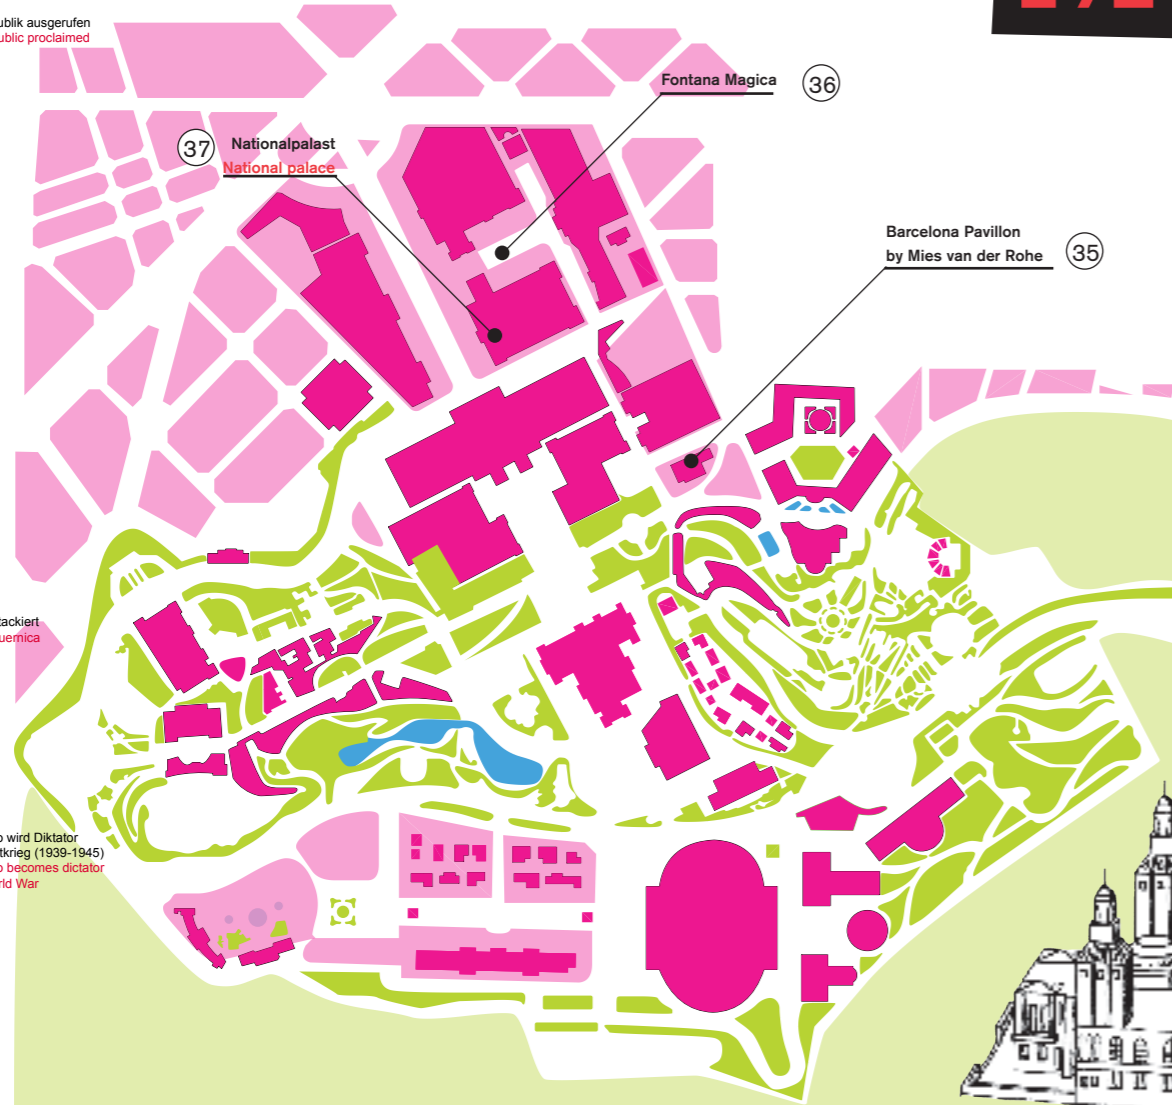 ublik ausgerufen
ublic proclaimed
Fontana Magica
36
37
Nationalpalast
National palace
Barcelona Pavillon
by Mies van der Rohe
35
tackiert
uernica
o wird Diktator
tkrieg (1939-1945)
o becomes dictator
rld War